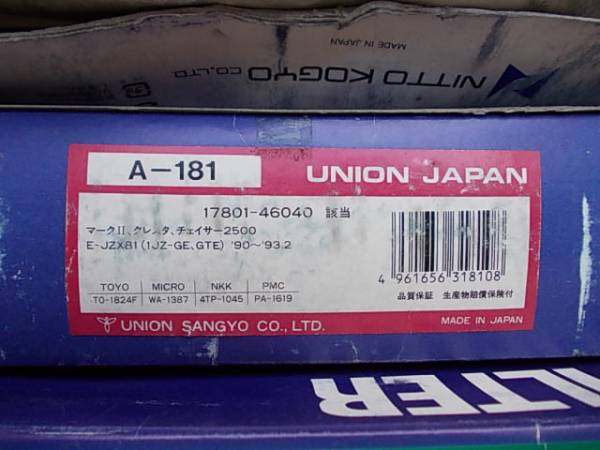 MADE IN JAPAN
NITTO KOGYO CO.,LTD.
A-181
UNION JAPAN
17801-46040 該当
マークⅡ、クレスタ、チェイサー2500
E-JZX81 (1JZ-GE、GTE) '90~'93.2
TOYO MICRO NKK PMC
TO-1824F WA-1387 4TP-1045 PA-1619
4 961656 318108
品質保証 生産物賠償保険付
UNION SANGYO CO., LTD.
MADE IN JAPAN